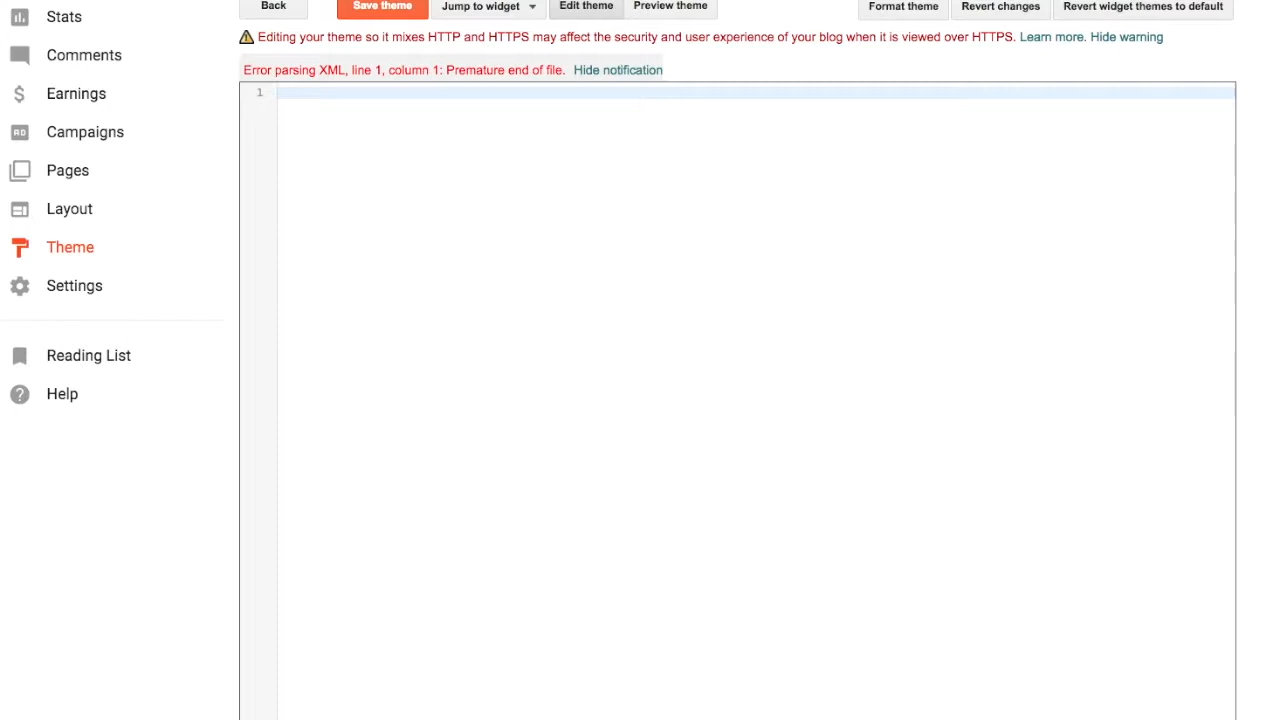 Stats
Comments
Earnings
AD Campaigns
Pages
Layout
Theme
Settings
Reading List
? Help
Back
Save theme
Jump to widget
Edit theme
Preview theme
Format theme
Revert changes
Revert widget themes to default
Editing your theme so it mixes HTTP and HTTPS may affect the security and user experience of your blog when it is viewed over HTTPS. Learn more. Hide warning
Error parsing XML, line 1, column 1: Premature end of file. Hide notification
1